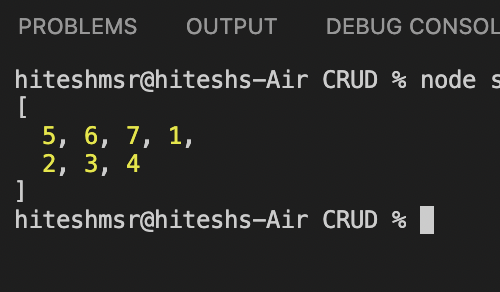 PROBLEMS OUTPUT DEBUG CONSOL
hiteshmsr@hiteshs-Air CRUD % node s
[
5, 6, 7, 1,
2, 3, 4
]
hiteshmsr@hiteshs-Air CRUD %